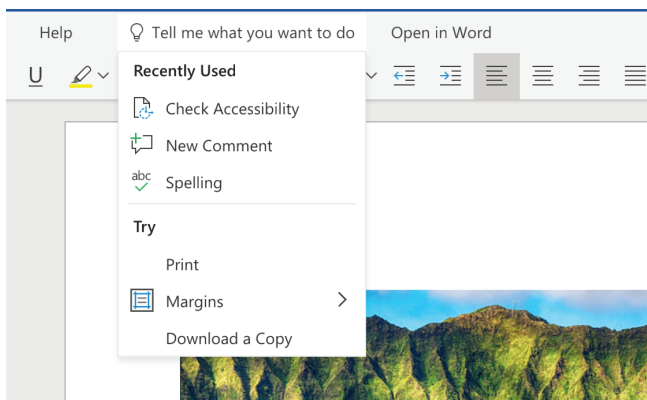 Help
Tell me what you want to do
Open in Word
U
Recently Used
Check Accessibility
New Comment
abc
Spelling
Try
Print
Margins
Download a Copy